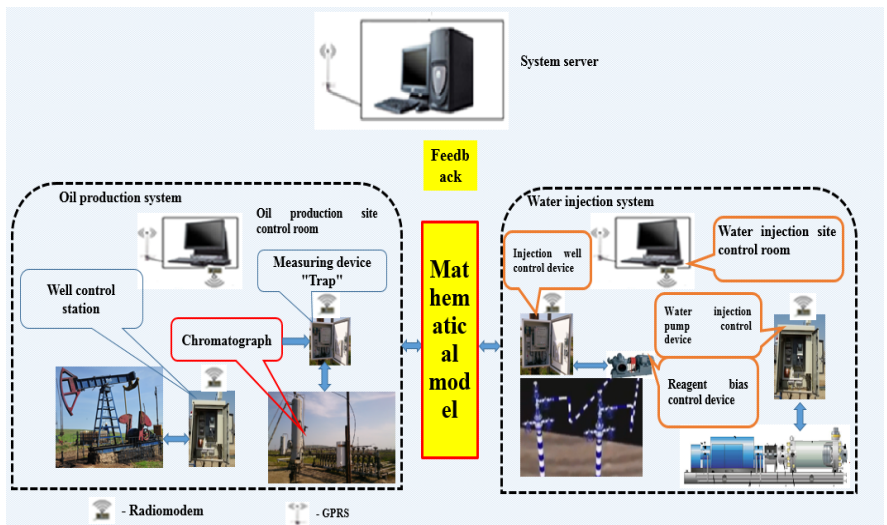 System server
Feedb
ack
Oil production system
Oil production site
control room
Measuring device
"Trap"
Well control
station
Chromatograph
Mat
hem
atic
al
mod
el
Water injection system
Injection well
control device
Water injection site
control room
Water injection
pump control
device
Reagent bias
control device
- Radiomodem
- GPRS